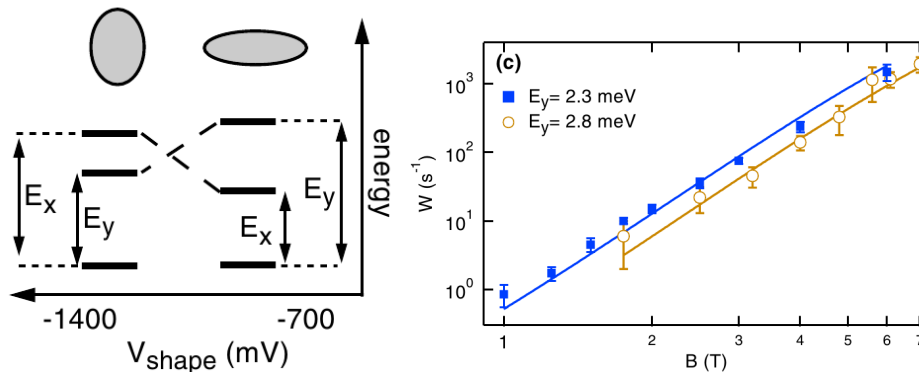 E_x
E_y
E_x
E_y
energy
-1400
-700
V_shape (mV)
(c)
E_y= 2.3 meV
E_y= 2.8 meV
W (s^-1)
10^3
10^2
10^1
10^0
1
2
3
4
5
6
7
B (T)